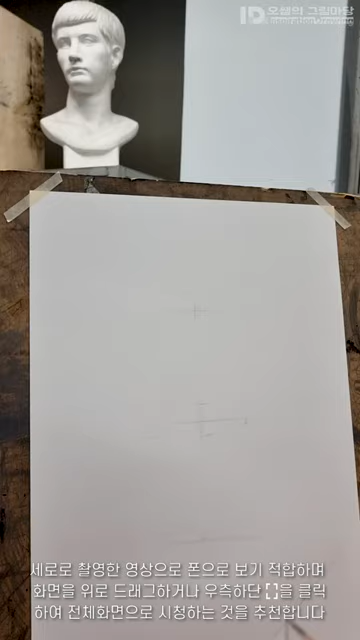 ID 오쌤의 그림마당
세로로 촬영한 영상으로 폰으로 보기 적합하며
화면을 위로 드래그하거나 우측하단 [ ]을 클릭
하여 전체화면으로 시청하는 것을 추천합니다